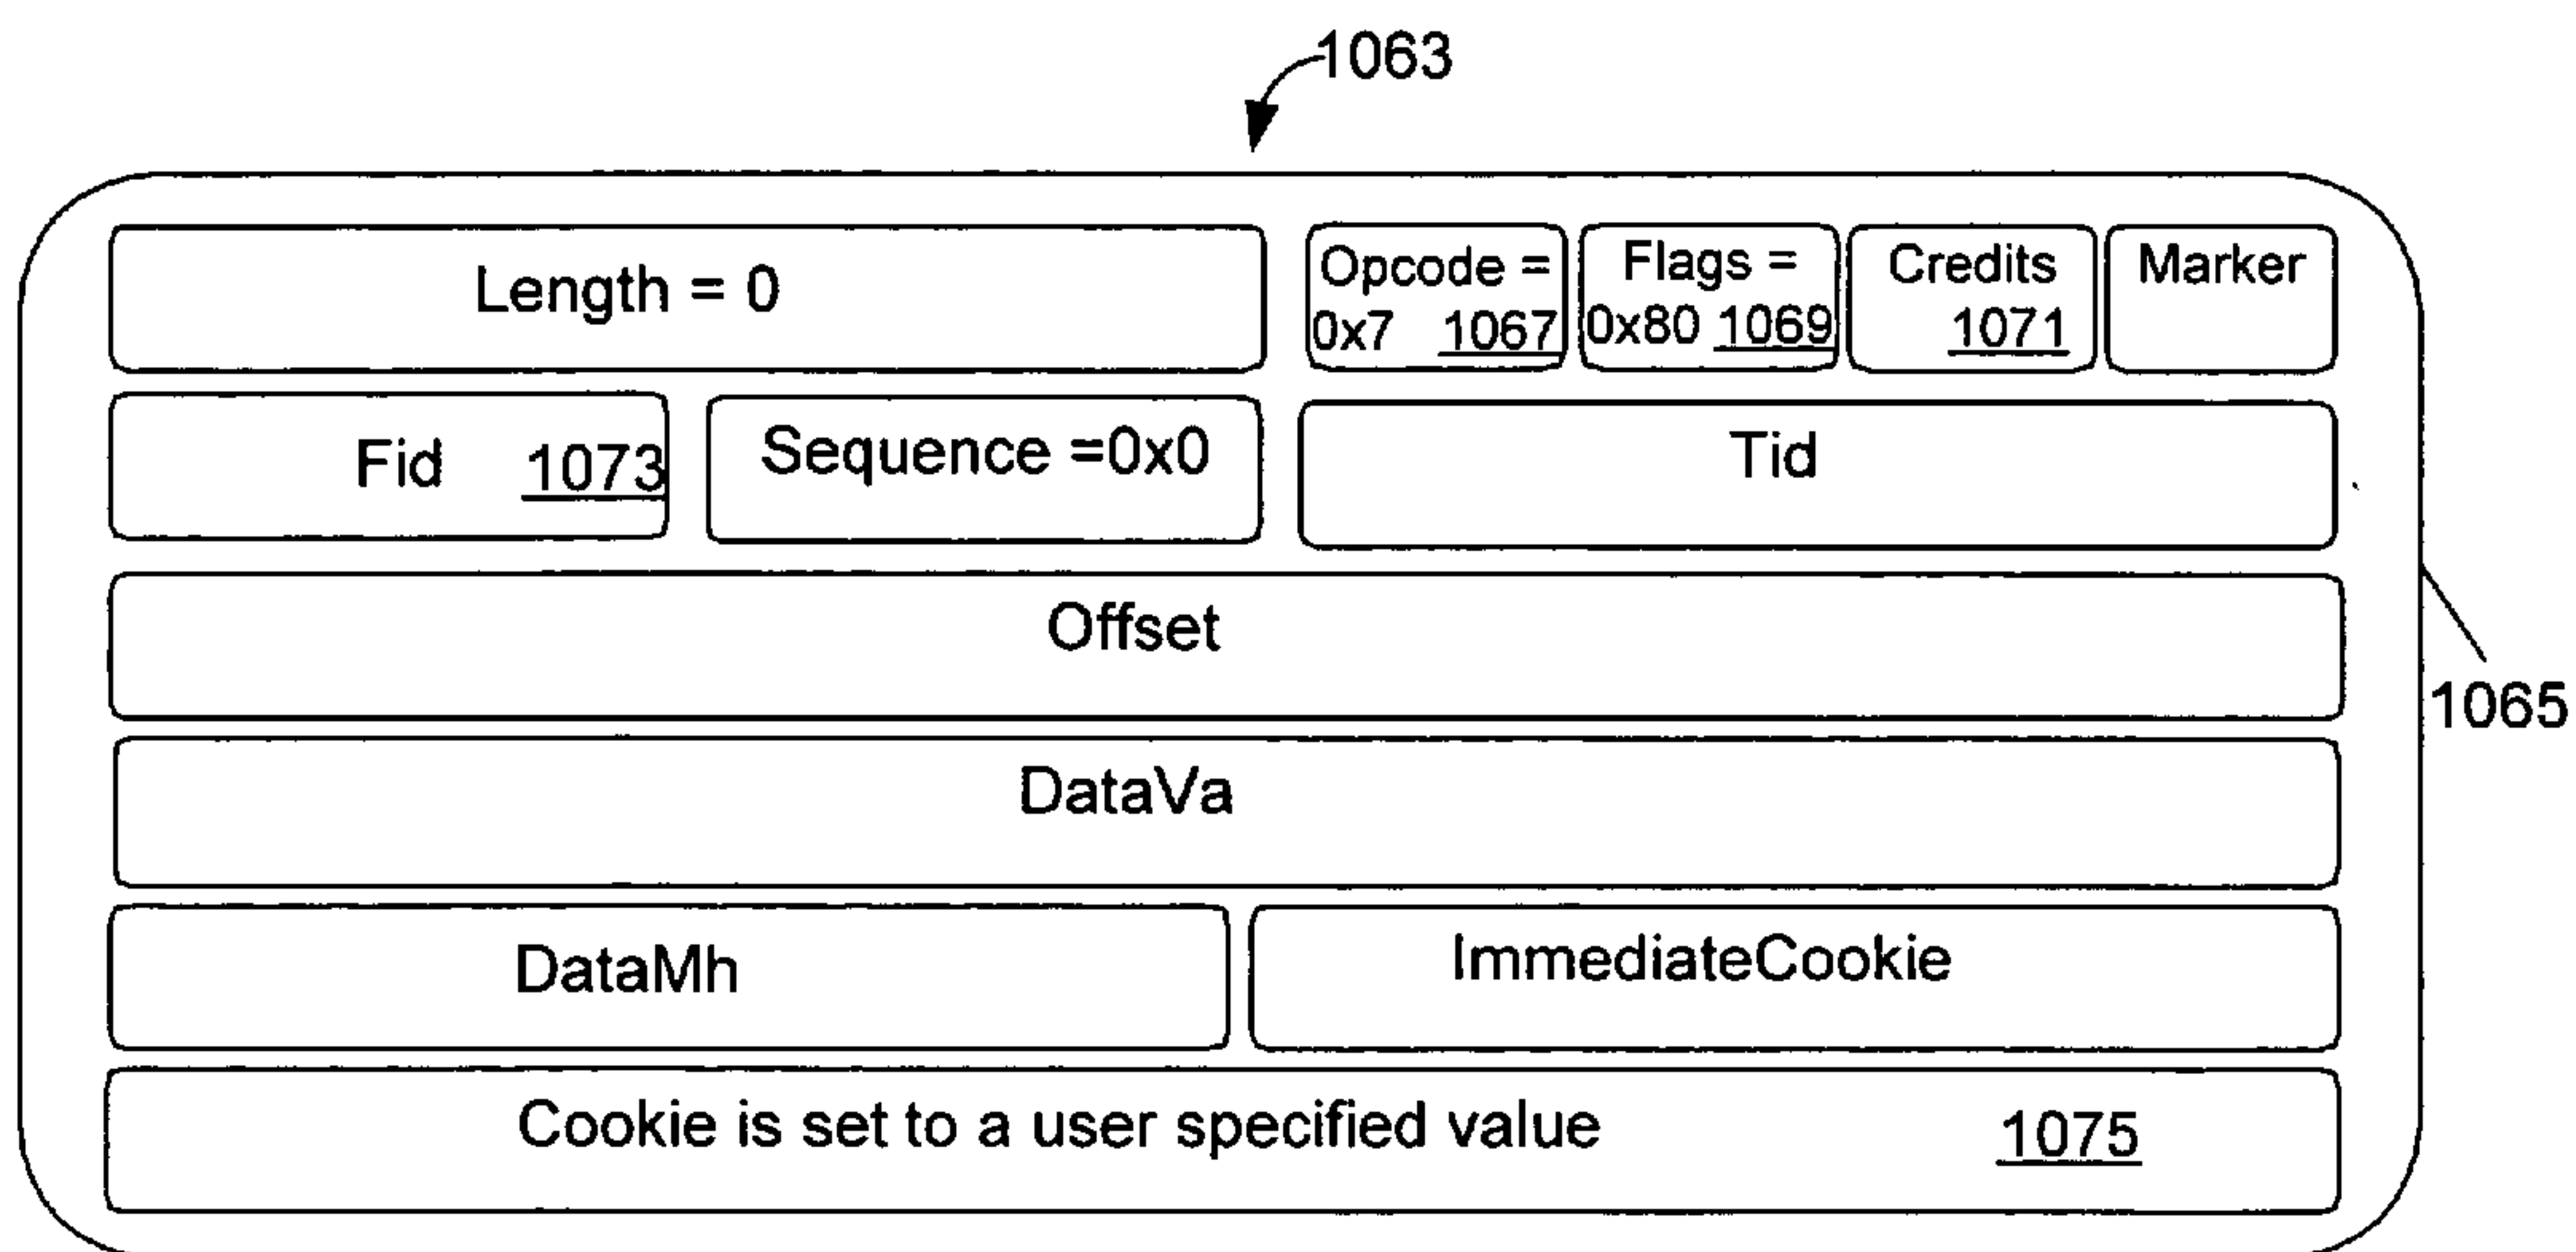 1063
Length = 0
Opcode =
0x7 1067
Flags =
0x80 1069
Credits
1071
Marker
Fid 1073
Sequence =0x0
Tid
Offset
1065
DataVa
DataMh
ImmediateCookie
Cookie is set to a user specified value 1075